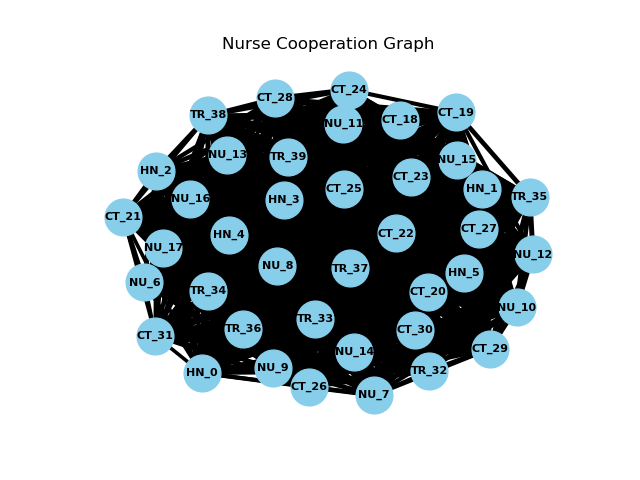 Nurse Cooperation Graph
CT_24
CT_28
CT_19
TR_38
CT_18
NU_11
NU_13
TR_39
NU_15
HN_2
CT_23
CT_25
HN_1
TR_35
NU_16
HN_3
CT_21
CT_27
CT_22
HN_4
NU_17
NU_12
NU_8
TR_37
HN_5
NU_6
TR_34
CT_20
NU_10
TR_33
TR_36
CT_30
CT_31
CT_29
NU_14
NU_9
TR_32
HN_0
CT_26
NU_7